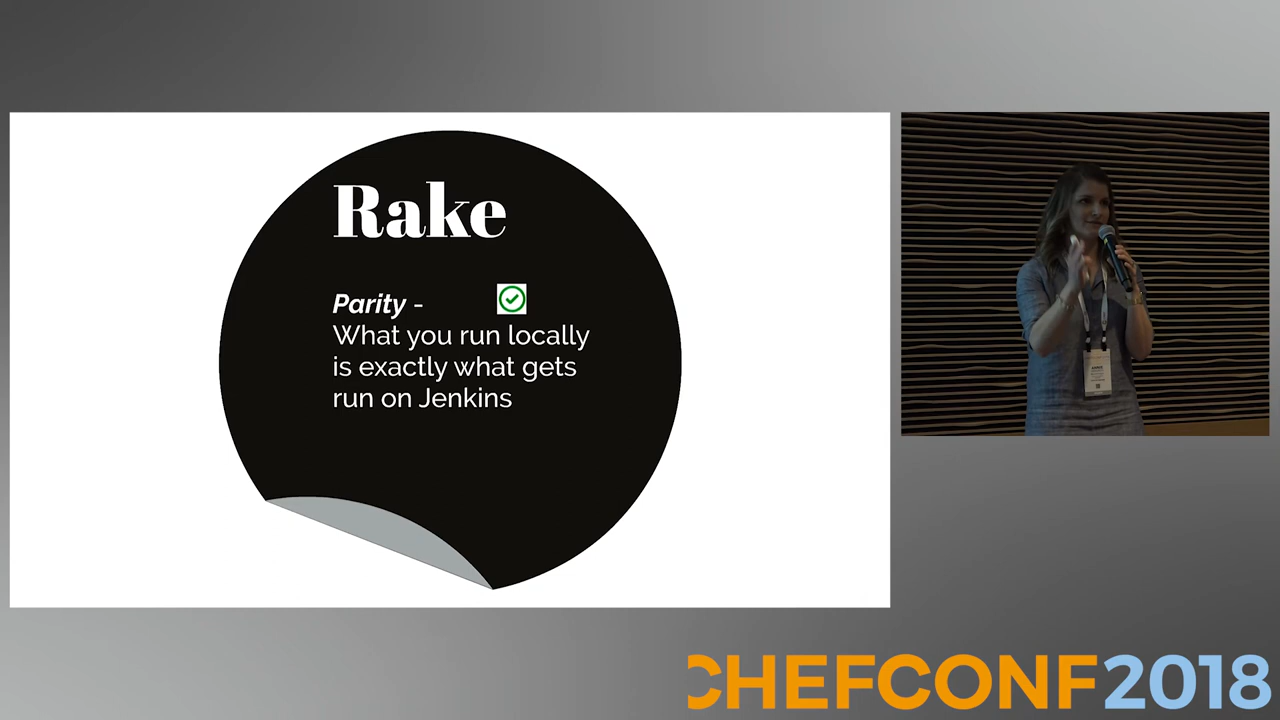 Rake
Parity -
What you run locally
is exactly what gets
run on Jenkins
CHEFCONF2018